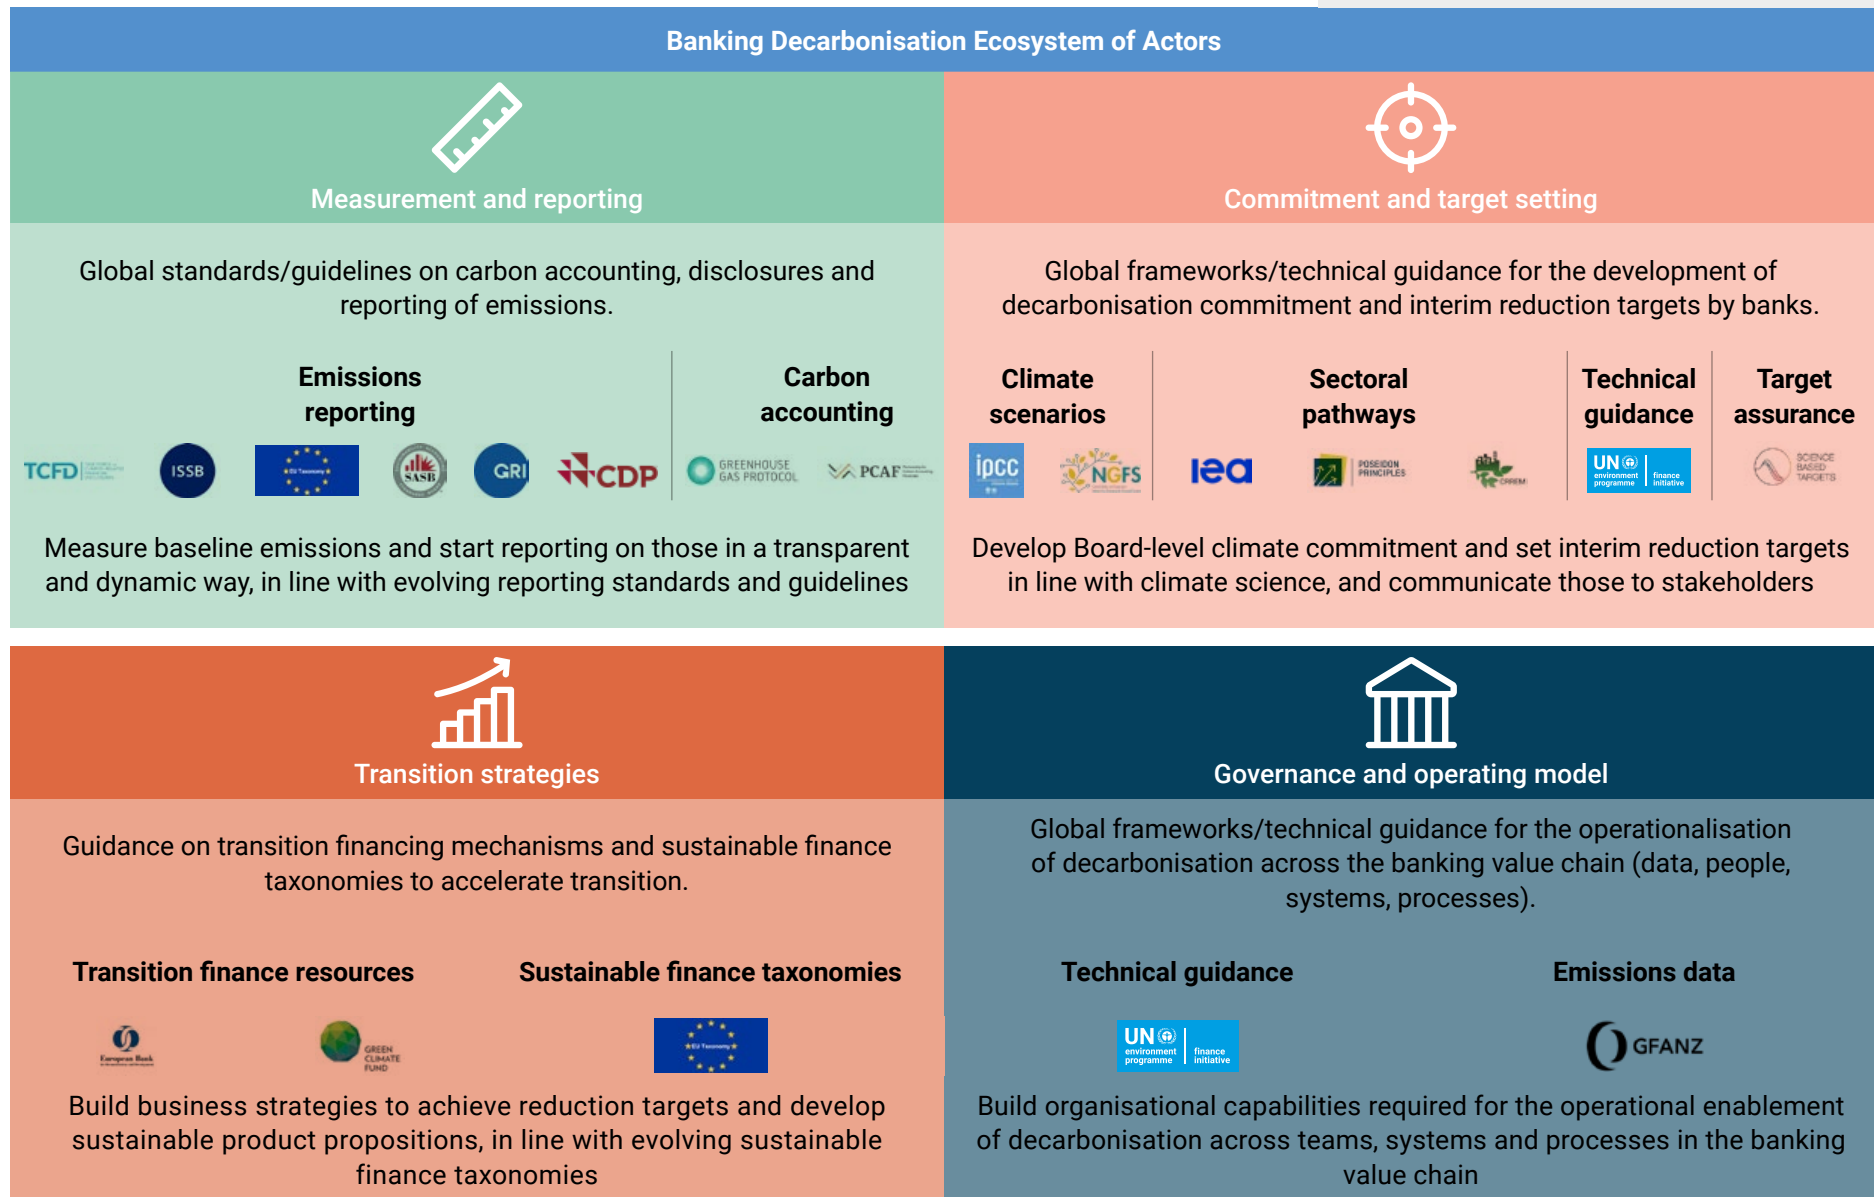 Banking Decarbonisation Ecosystem of Actors
Measurement and reporting
Global standards/guidelines on carbon accounting, disclosures and
reporting of emissions.
Emissions
reporting
Carbon
accounting
TCFD
ISSB
EU Taxonomy
SASB
GRI
CDP
GREENHOUSE
GAS PROTOCOL
PCAF
Measure baseline emissions and start reporting on those in a transparent
and dynamic way, in line with evolving reporting standards and guidelines
Commitment and target setting
Global frameworks/technical guidance for the development of
decarbonisation commitment and interim reduction targets by banks.
Climate
scenarios
Sectoral
pathways
Technical
guidance
Target
assurance
ipcc
NGFS
iea
POSEIDON
PRINCIPLES
CRREM
UN
environment
programme
finance
initiative
SCIENCE
BASED
TARGETS
Develop Board-level climate commitment and set interim reduction targets
in line with climate science, and communicate those to stakeholders
Transition strategies
Guidance on transition financing mechanisms and sustainable finance
taxonomies to accelerate transition.
Transition finance resources
Sustainable finance taxonomies
European Bank
GREEN
CLIMATE
FUND
EU Taxonomy
Build business strategies to achieve reduction targets and develop
sustainable product propositions, in line with evolving sustainable
finance taxonomies
Governance and operating model
Global frameworks/technical guidance for the operationalisation
of decarbonisation across the banking value chain (data, people,
systems, processes).
Technical guidance
Emissions data
UN
environment
programme
finance
initiative
GFANZ
Build organisational capabilities required for the operational enablement
of decarbonisation across teams, systems and processes in the banking
value chain